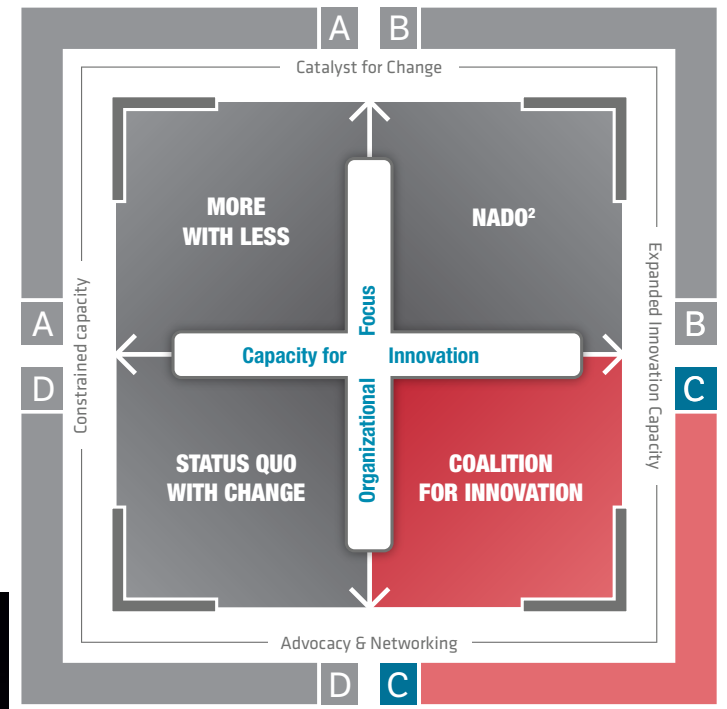 A B
Catalyst for Change
MORE
WITH LESS
NADO²
Constrained capacity
Expanded Innovation Capacity
A
B
Capacity for Innovation
Organizational Focus
D
C
STATUS QUO
WITH CHANGE
COALITION
FOR INNOVATION
Advocacy & Networking
D C